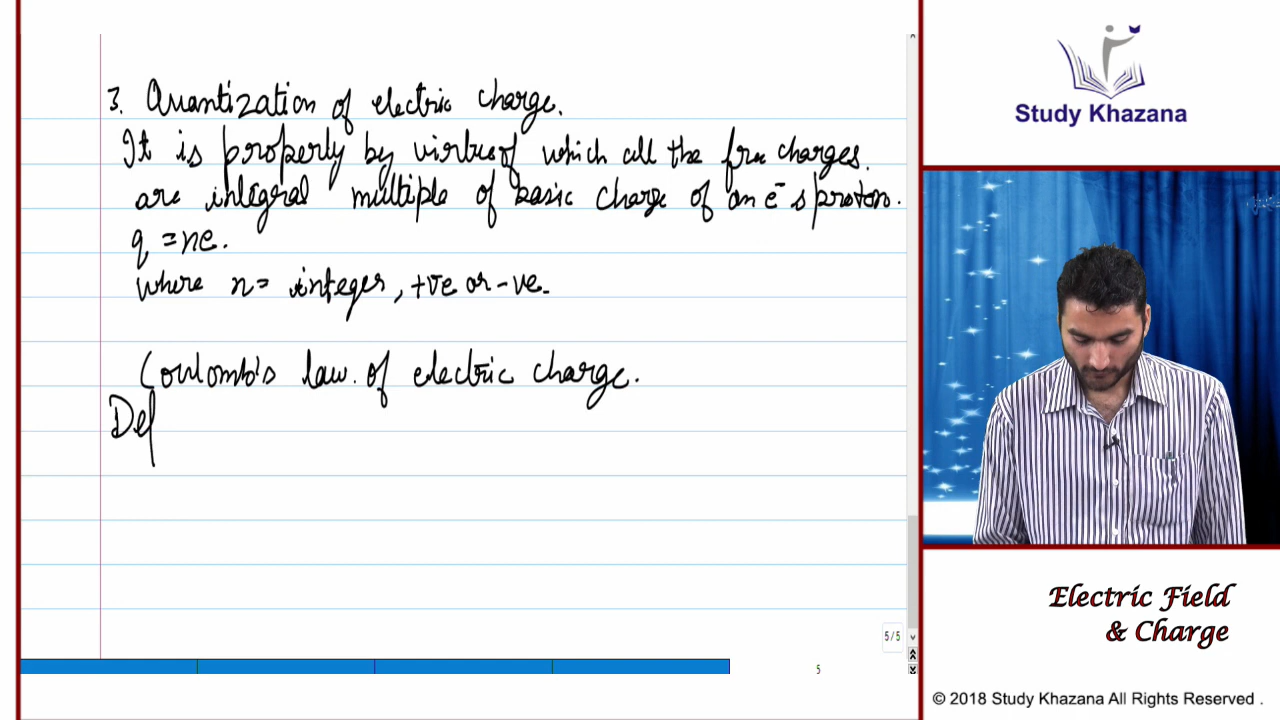 3. Quantization of electric charge.
It is property by virtue of which all the free charges.
are integral multiple of basic charge of an e⁻ s proton.
q = ne.
where n = integer, +ve or -ve.
Coulomb's law. of electric charge.
Def
5/5
5
Study Khazana
Electric Field
& Charge
© 2018 Study Khazana All Rights Reserved .